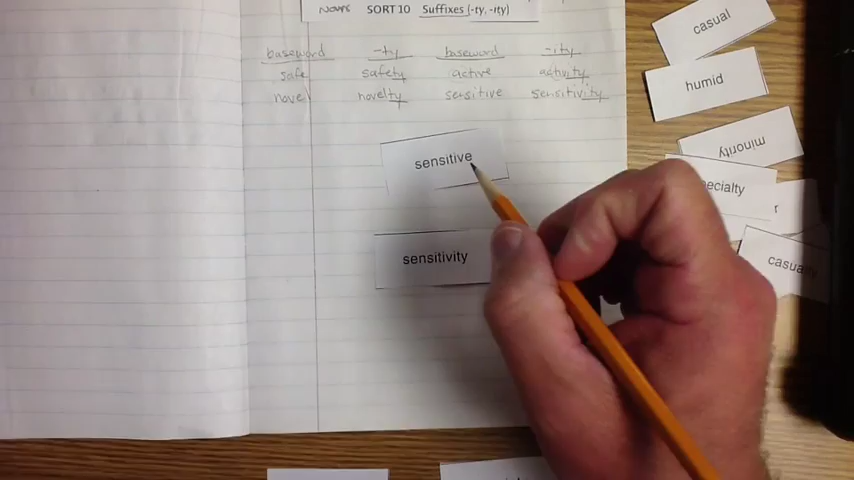 Nouns SORT 10 Suffixes (-ty, -ity)
baseword -ty baseword -ity
safe safety active activity
novel novelty sensitive sensitivity
casual
humid
minority
sensitive
sensitivity